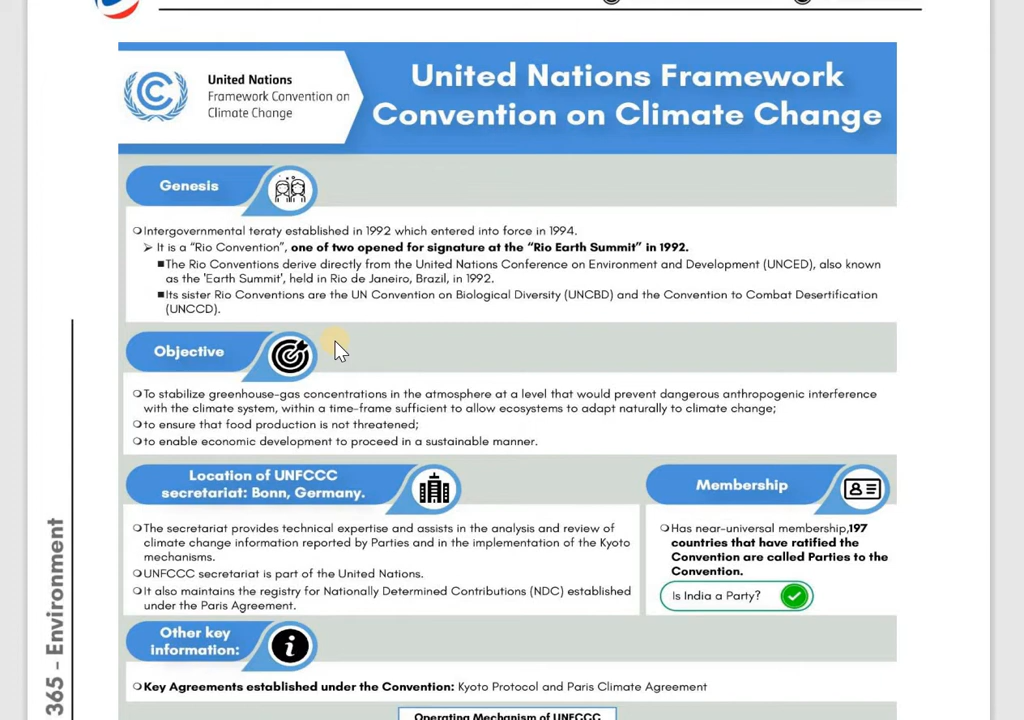 United Nations
Framework Convention on
Climate Change
United Nations Framework
Convention on Climate Change
Genesis
Intergovernmental teraty established in 1992 which entered into force in 1994.
It is a “Rio Convention”, one of two opened for signature at the “Rio Earth Summit” in 1992.
The Rio Conventions derive directly from the United Nations Conference on Environment and Development (UNCED), also known
as the 'Earth Summit', held in Rio de Janeiro, Brazil, in 1992.
Its sister Rio Conventions are the UN Convention on Biological Diversity (UNCBD) and the Convention to Combat Desertification
(UNCCD).
Objective
To stabilize greenhouse-gas concentrations in the atmosphere at a level that would prevent dangerous anthropogenic interference
with the climate system, within a time-frame sufficient to allow ecosystems to adapt naturally to climate change;
to ensure that food production is not threatened;
to enable economic development to proceed in a sustainable manner.
Location of UNFCCC
secretariat: Bonn, Germany.
The secretariat provides technical expertise and assists in the analysis and review of
climate change information reported by Parties and in the implementation of the Kyoto
mechanisms.
UNFCCC secretariat is part of the United Nations.
It also maintains the registry for Nationally Determined Contributions (NDC) established
under the Paris Agreement.
Membership
Has near-universal membership,197
countries that have ratified the
Convention are called Parties to the
Convention.
Is India a Party?
Other key
information:
Key Agreements established under the Convention: Kyoto Protocol and Paris Climate Agreement
Operating Mechanism of UNFCCC
365 - Environment